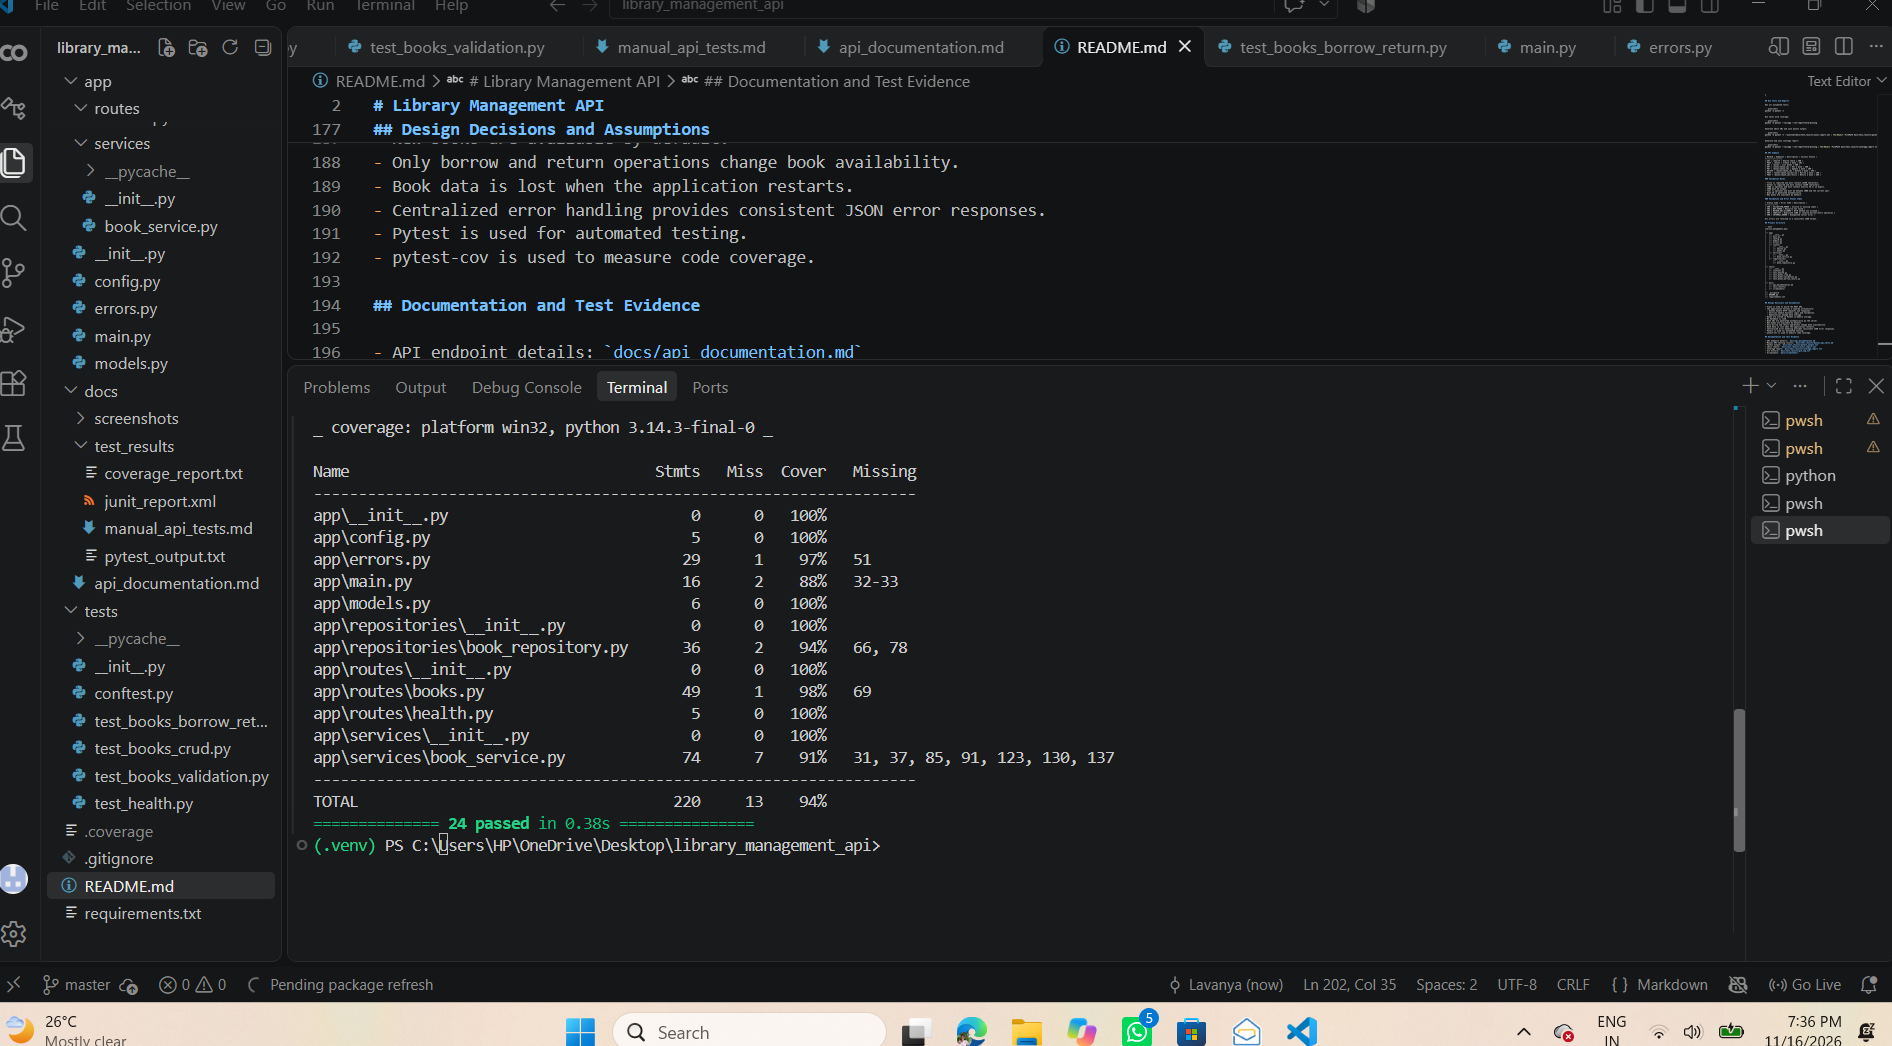 File Edit Selection View Go Run Terminal Help library_management_api
library_ma...
app
routes
services
__pycache__
__init__.py
book_service.py
__init__.py
config.py
errors.py
main.py
models.py
docs
screenshots
test_results
coverage_report.txt
junit_report.xml
manual_api_tests.md
pytest_output.txt
api_documentation.md
tests
__pycache__
__init__.py
conftest.py
test_books_borrow_ret...
test_books_crud.py
test_books_validation.py
test_health.py
.coverage
.gitignore
README.md
requirements.txt
test_books_validation.py manual_api_tests.md api_documentation.md README.md test_books_borrow_return.py main.py errors.py
README.md > abc # Library Management API > abc ## Documentation and Test Evidence
Text Editor
2 # Library Management API
177 ## Design Decisions and Assumptions
188 - Only borrow and return operations change book availability.
189 - Book data is lost when the application restarts.
190 - Centralized error handling provides consistent JSON error responses.
191 - Pytest is used for automated testing.
192 - pytest-cov is used to measure code coverage.
193
194 ## Documentation and Test Evidence
195
196 - API endpoint details: `docs/api_documentation.md`
Problems Output Debug Console Terminal Ports
_ coverage: platform win32, python 3.14.3-final-0 _
Name Stmts Miss Cover Missing
-------------------------------------------------------------------
app\__init__.py 0 0 100%
app\config.py 5 0 100%
app\errors.py 29 1 97% 51
app\main.py 16 2 88% 32-33
app\models.py 6 0 100%
app\repositories\__init__.py 0 0 100%
app\repositories\book_repository.py 36 2 94% 66, 78
app\routes\__init__.py 0 0 100%
app\routes\books.py 49 1 98% 69
app\routes\health.py 5 0 100%
app\services\__init__.py 0 0 100%
app\services\book_service.py 74 7 91% 31, 37, 85, 91, 123, 130, 137
-------------------------------------------------------------------
TOTAL 220 13 94%
============== 24 passed in 0.38s ===============
(.venv) PS C:\Users\HP\OneDrive\Desktop\library_management_api>
pwsh
pwsh
python
pwsh
pwsh
master 0 0 Pending package refresh Lavanya (now) Ln 202, Col 35 Spaces: 2 UTF-8 CRLF { } Markdown Go Live
26°C
Mostly clear
Search
5
ENG
IN
7:36 PM
11/16/2026